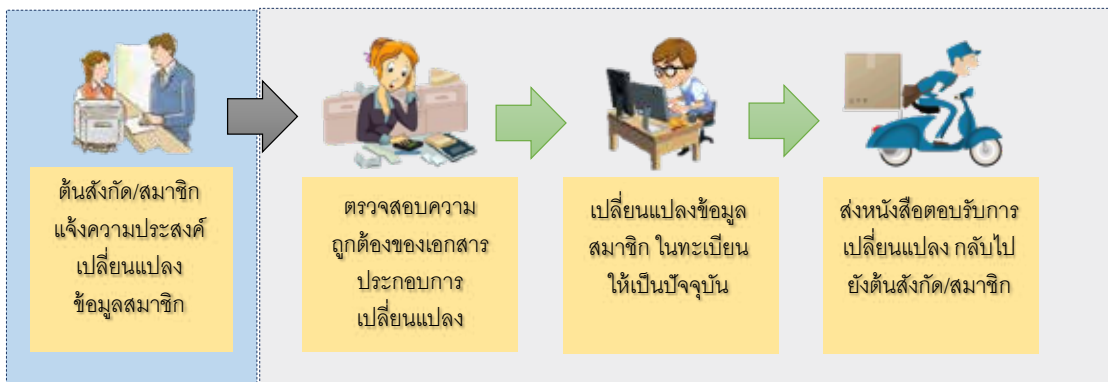 ต้นสังกัด/สมาชิก
แจ้งความประสงค์
เปลี่ยนแปลง
ข้อมูลสมาชิก
ตรวจสอบความ
ถูกต้องของเอกสาร
ประกอบการ
เปลี่ยนแปลง
เปลี่ยนแปลงข้อมูล
สมาชิก ในทะเบียน
ให้เป็นปัจจุบัน
ส่งหนังสือตอบรับการ
เปลี่ยนแปลง กลับไป
ยังต้นสังกัด/สมาชิก